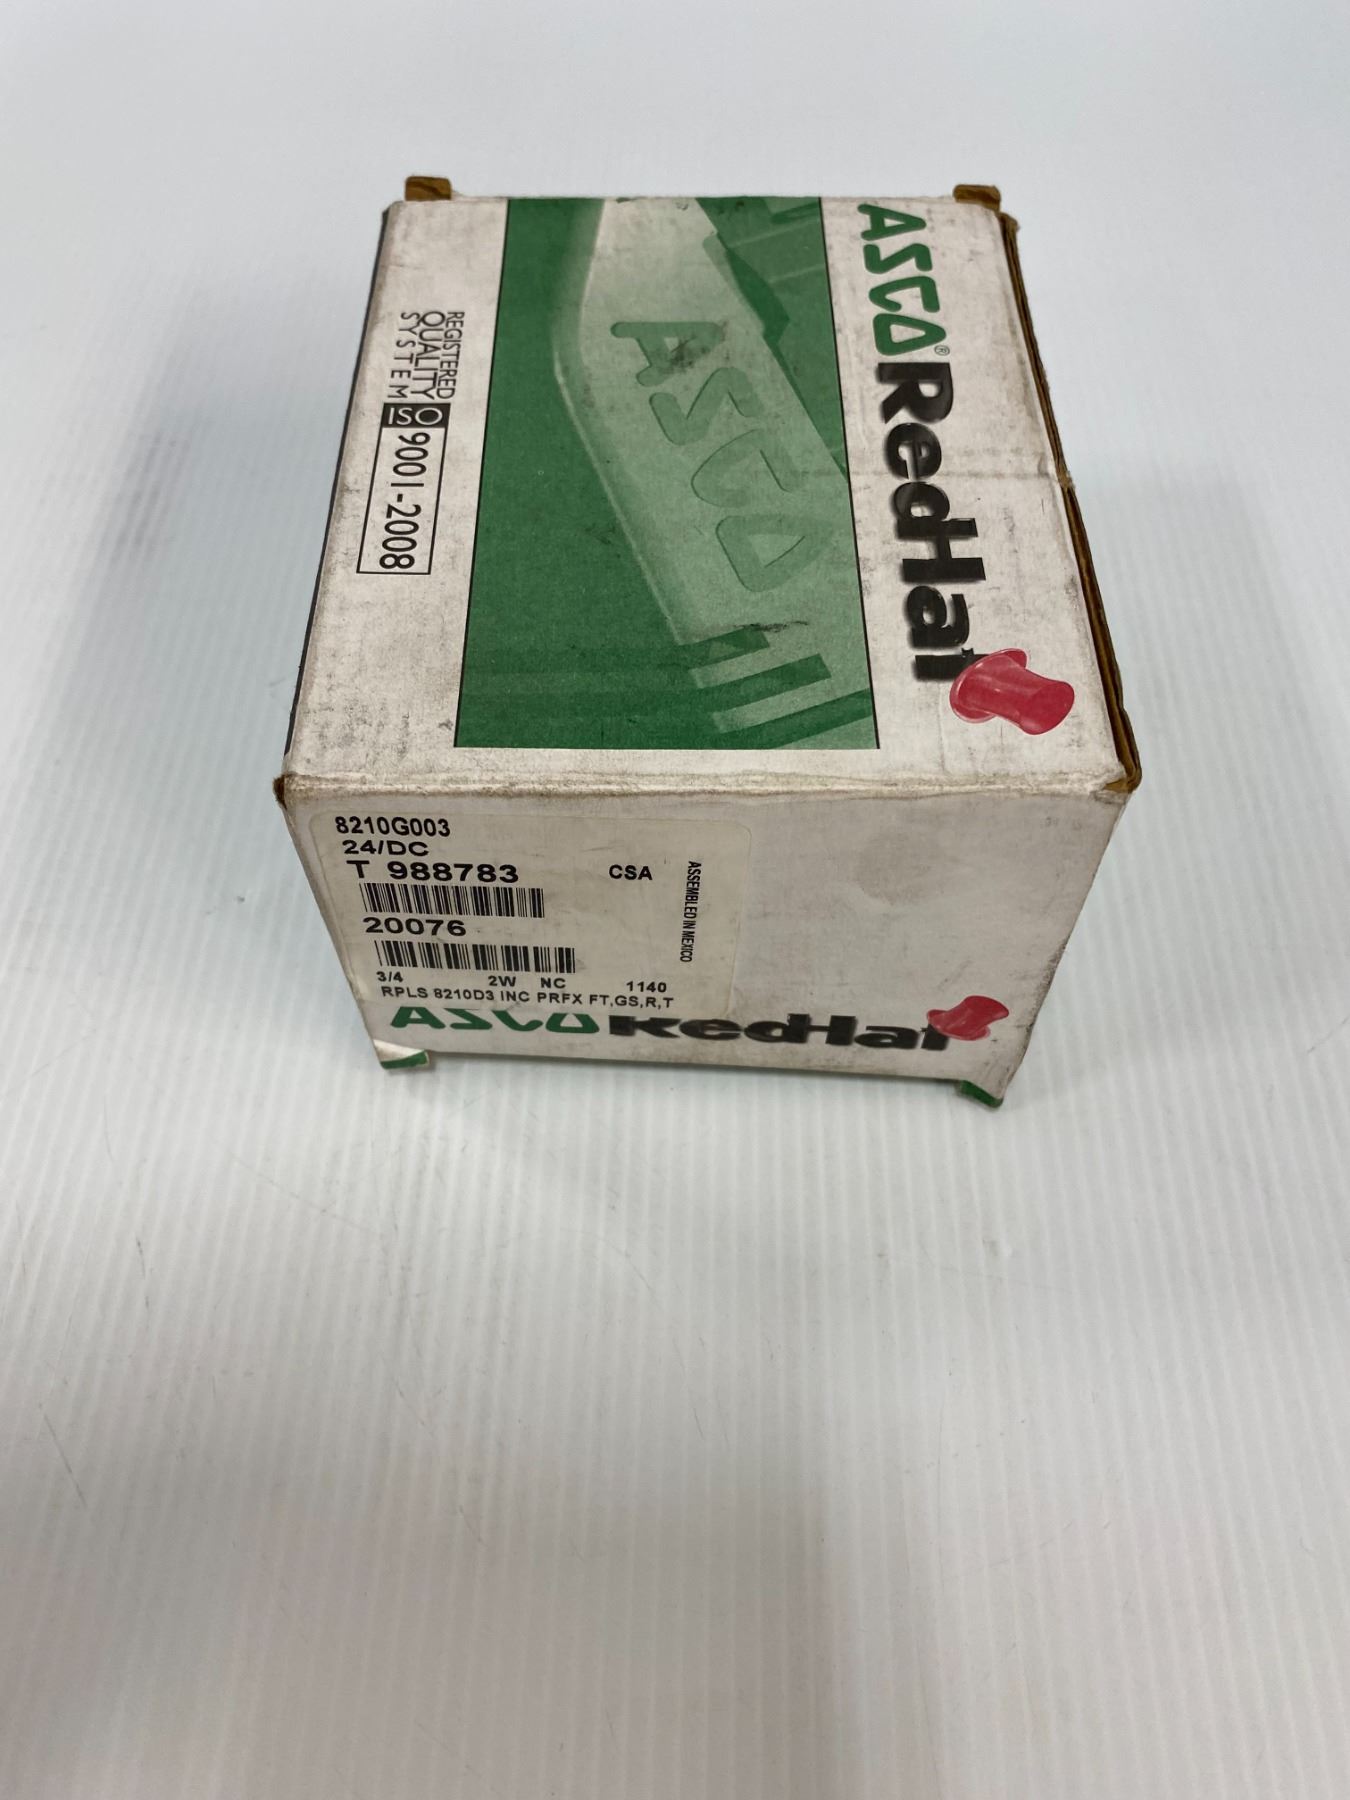 ASCO® RedHat
ASCO
REGISTERED
QUALITY
SYSTEM
ISO 9001-2008
8210G003
24/DC
T 988783
CSA
ASSEMBLED IN MEXICO
20076
3/4 2W NC 1140
RPLS 8210D3 INC PRFX FT,GS,R,T
ASCO RedHat